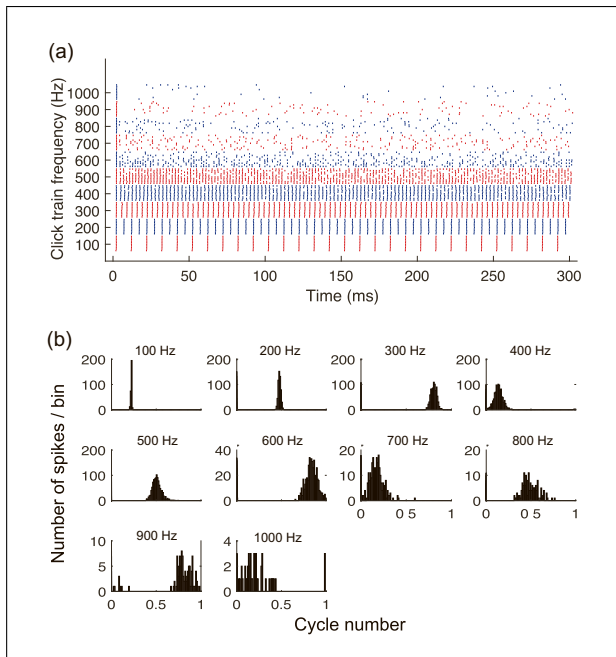 (a)
Click train frequency (Hz)
1000
900
800
700
600
500
400
300
200
100
0 50 100 150 200 250 300
Time (ms)
(b)
Number of spikes / bin
100 Hz 200 Hz 300 Hz 400 Hz
200 200 200 200
100 100 100 100
0 0 0 0
500 Hz 600 Hz 700 Hz 800 Hz
200 40 20 20
100 20 10 10
0 0 0 0
0 0.5 1 0 0.5 1
900 Hz 1000 Hz
10 4
5 2
0 0
0 0.5 1 0 0.5 1
Cycle number